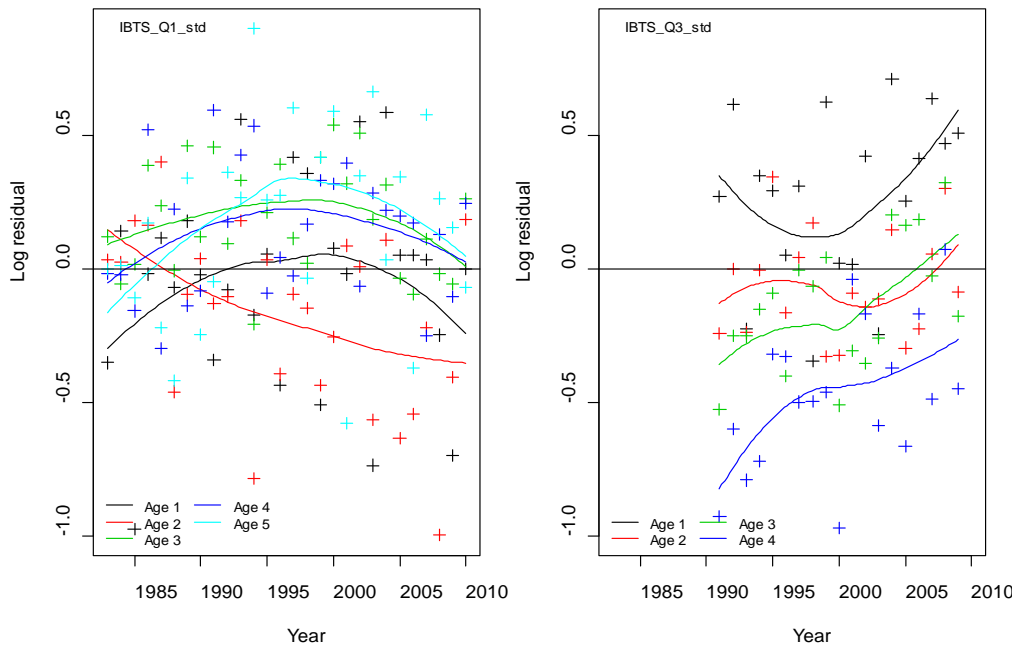 IBTS_Q1_std
Log residual
0.5
0.0
-0.5
-1.0
Age 1
Age 2
Age 3
Age 4
Age 5
1985 1990 1995 2000 2005 2010
Year
IBTS_Q3_std
Log residual
0.5
0.0
-0.5
-1.0
Age 1
Age 2
Age 3
Age 4
1985 1990 1995 2000 2005 2010
Year